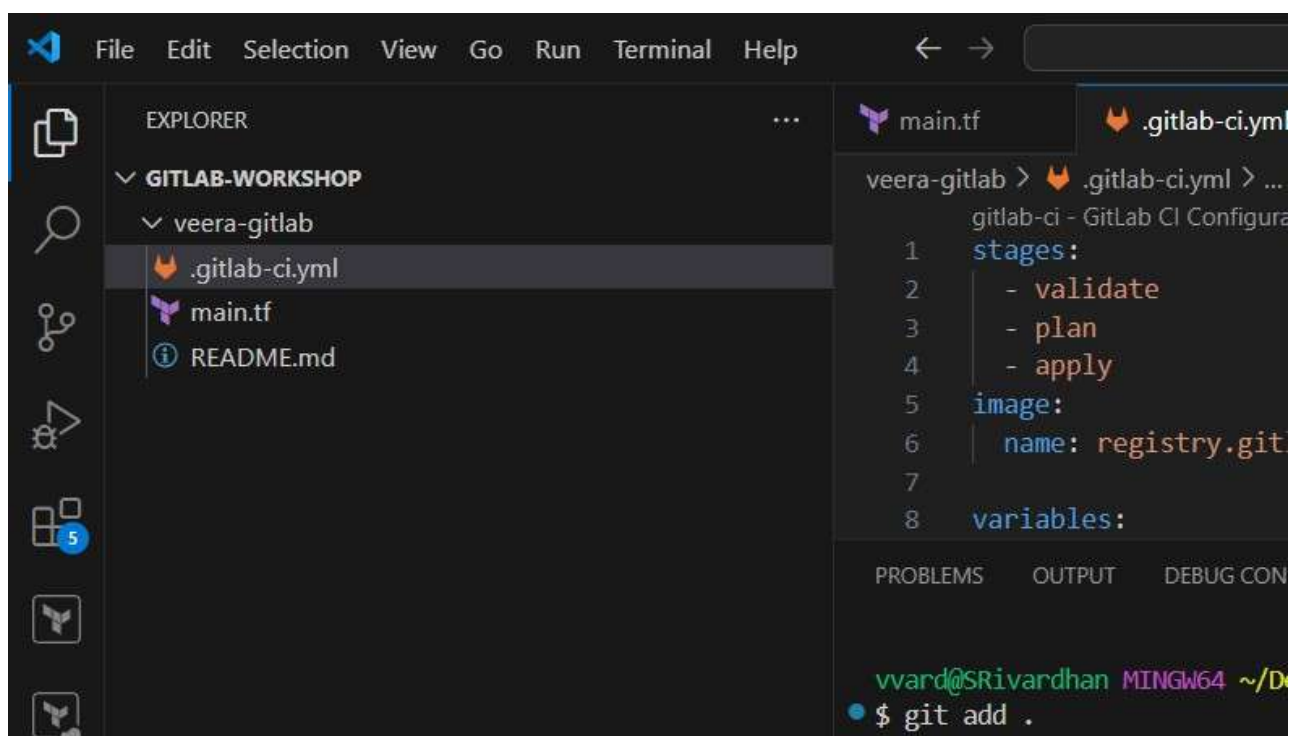 File Edit Selection View Go Run Terminal Help
EXPLORER
GITLAB-WORKSHOP
veera-gitlab
.gitlab-ci.yml
main.tf
README.md
5
main.tf .gitlab-ci.yml
veera-gitlab > .gitlab-ci.yml > ...
gitlab-ci - GitLab CI Configura
1 stages:
2 - validate
3 - plan
4 - apply
5 image:
6 name: registry.git
7
8 variables:
PROBLEMS OUTPUT DEBUG CON
vvard@SRivardhan MINGW64 ~/De
$ git add .